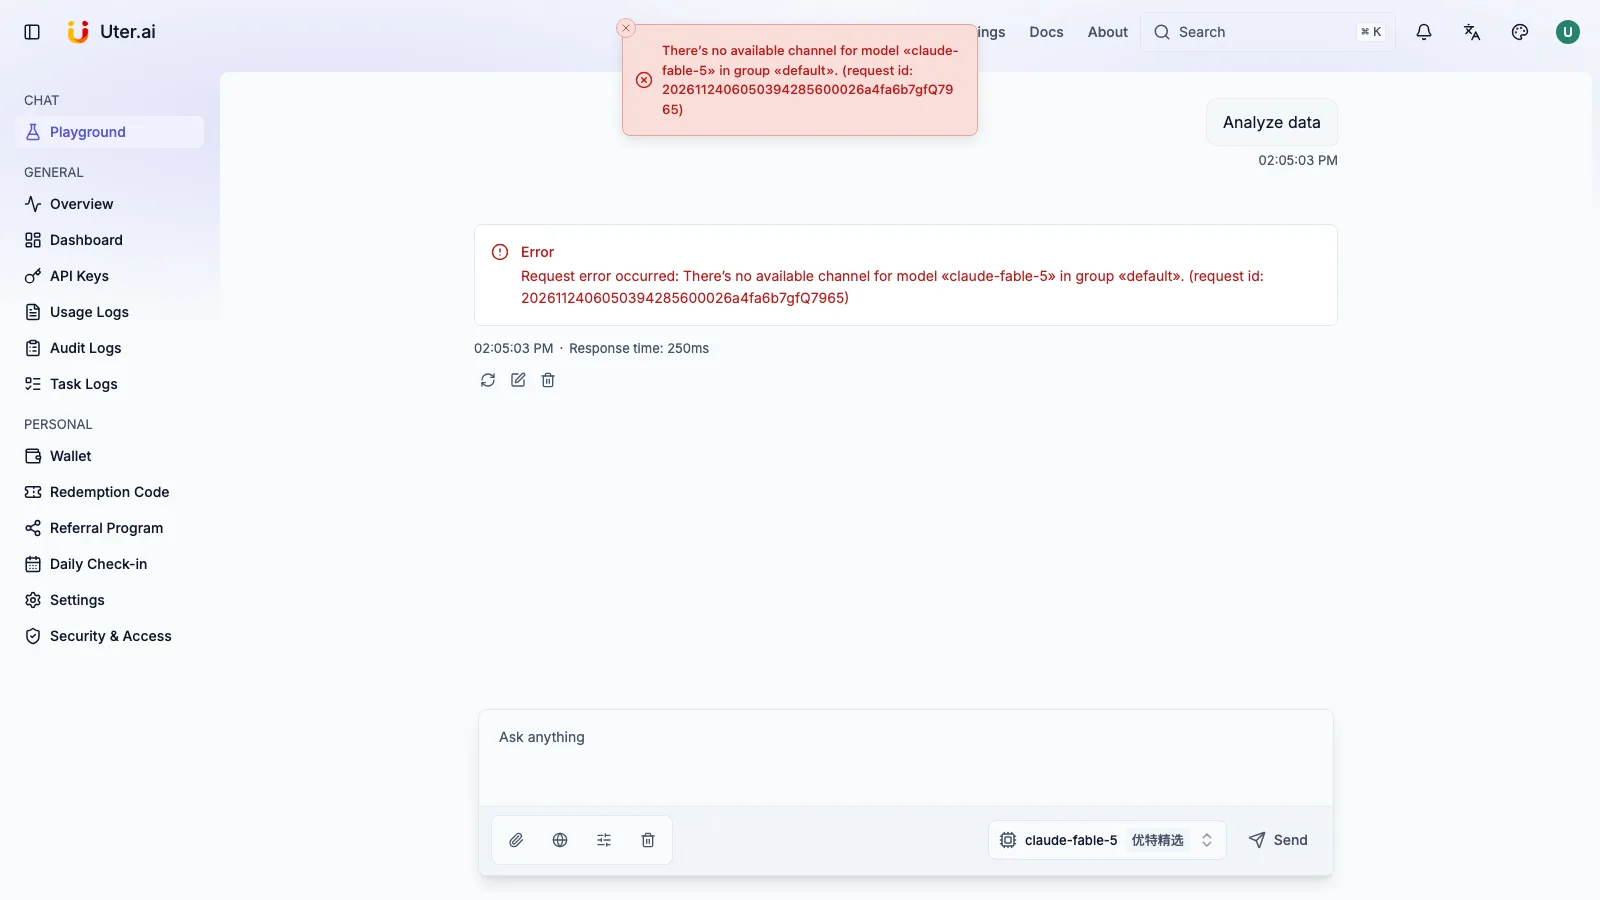 Uter.ai
ings
Docs
About
Search
⌘ K
U
There's no available channel for model «claude-
fable-5» in group «default». (request id:
2026112406050394285600026a4fa6b7gfQ79
65)
CHAT
Playground
GENERAL
Overview
Dashboard
API Keys
Usage Logs
Audit Logs
Task Logs
PERSONAL
Wallet
Redemption Code
Referral Program
Daily Check-in
Settings
Security & Access
Analyze data
02:05:03 PM
Error
Request error occurred: There's no available channel for model «claude-fable-5» in group «default». (request id:
2026112406050394285600026a4fa6b7gfQ7965)
02:05:03 PM · Response time: 250ms
Ask anything
claude-fable-5 优特精选
Send